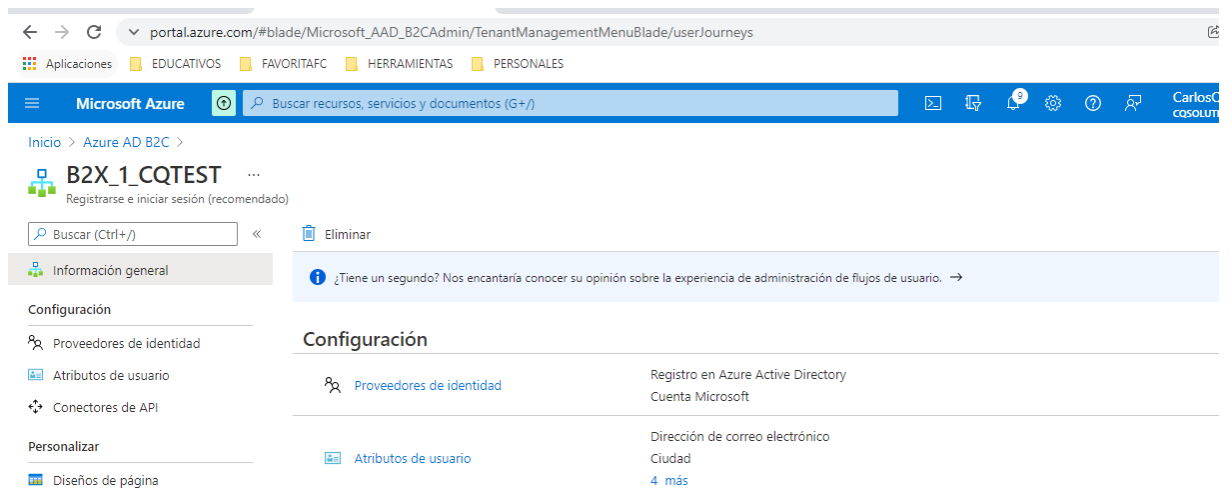 portal.azure.com/#blade/Microsoft_AAD_B2CAdmin/TenantManagementMenuBlade/userJourneys
Aplicaciones EDUCATIVOS FAVORITAFC HERRAMIENTAS PERSONALES
Microsoft Azure Buscar recursos, servicios y documentos (G+/) 9 CarlosC
CQSOLUTI
Inicio > Azure AD B2C >
B2X_1_CQTEST ...
Registrarse e iniciar sesión (recomendado)
Buscar (Ctrl+/) «
Eliminar
Información general
¿Tiene un segundo? Nos encantaría conocer su opinión sobre la experiencia de administración de flujos de usuario. →
Configuración
Proveedores de identidad
Atributos de usuario
Conectores de API
Personalizar
Diseños de página
Configuración
Proveedores de identidad
Registro en Azure Active Directory
Cuenta Microsoft
Atributos de usuario
Dirección de correo electrónico
Ciudad
4 más